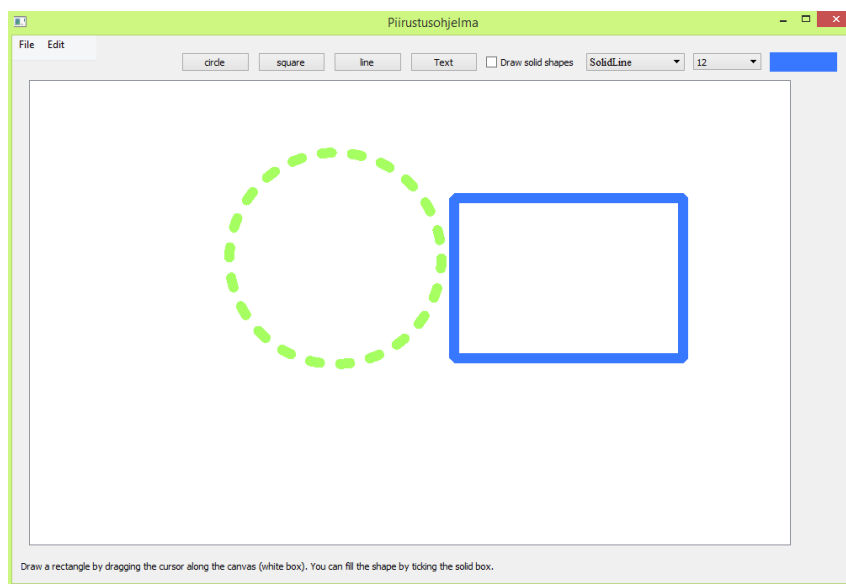 Piirustusohjelma
File Edit
circle square line Text Draw solid shapes SolidLine 12
Draw a rectangle by dragging the cursor along the canvas (white box). You can fill the shape by ticking the solid box.